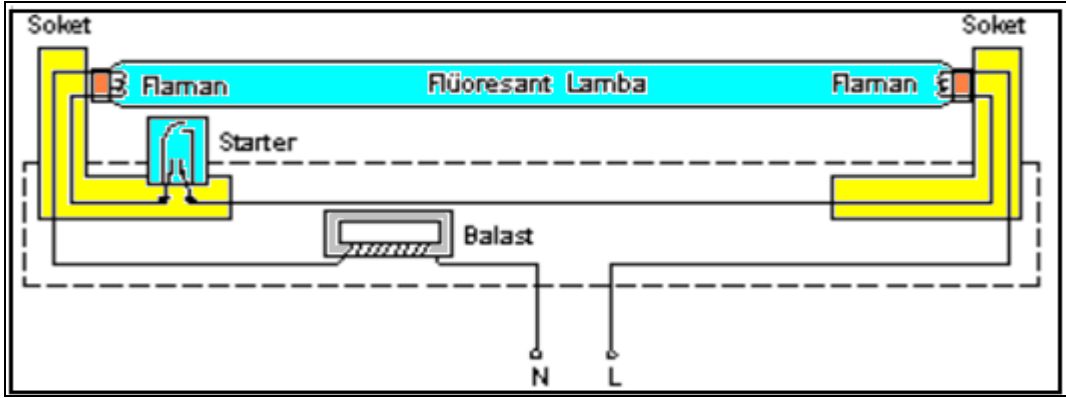 Soket Soket
Flaman Flüoresant Lamba Flaman
Starter
Balast
N L